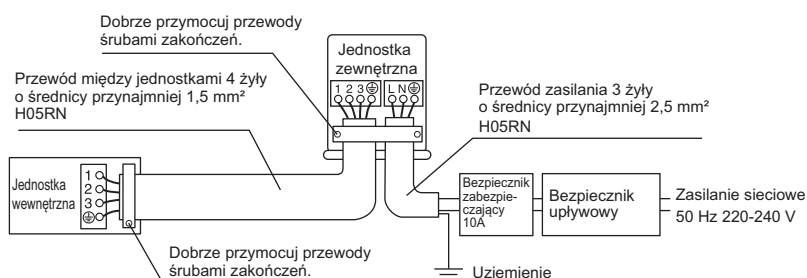 Dobrze przymocuj przewody
śrubami zakończeń.
Jednostka
zewnętrzna
1 2 3
L N
Przewód między jednostkami 4 żyły
o średnicy przynajmniej 1,5 mm²
H05RN
Przewód zasilania 3 żyły
o średnicy przynajmniej 2,5 mm²
H05RN
Jednostka
wewnętrzna
1
2
3
Bezpiecznik
zabezpie-
czający
10A
Bezpiecznik
upływowy
Zasilanie sieciowe
50 Hz 220-240 V
Dobrze przymocuj przewody
śrubami zakończeń.
Uziemienie